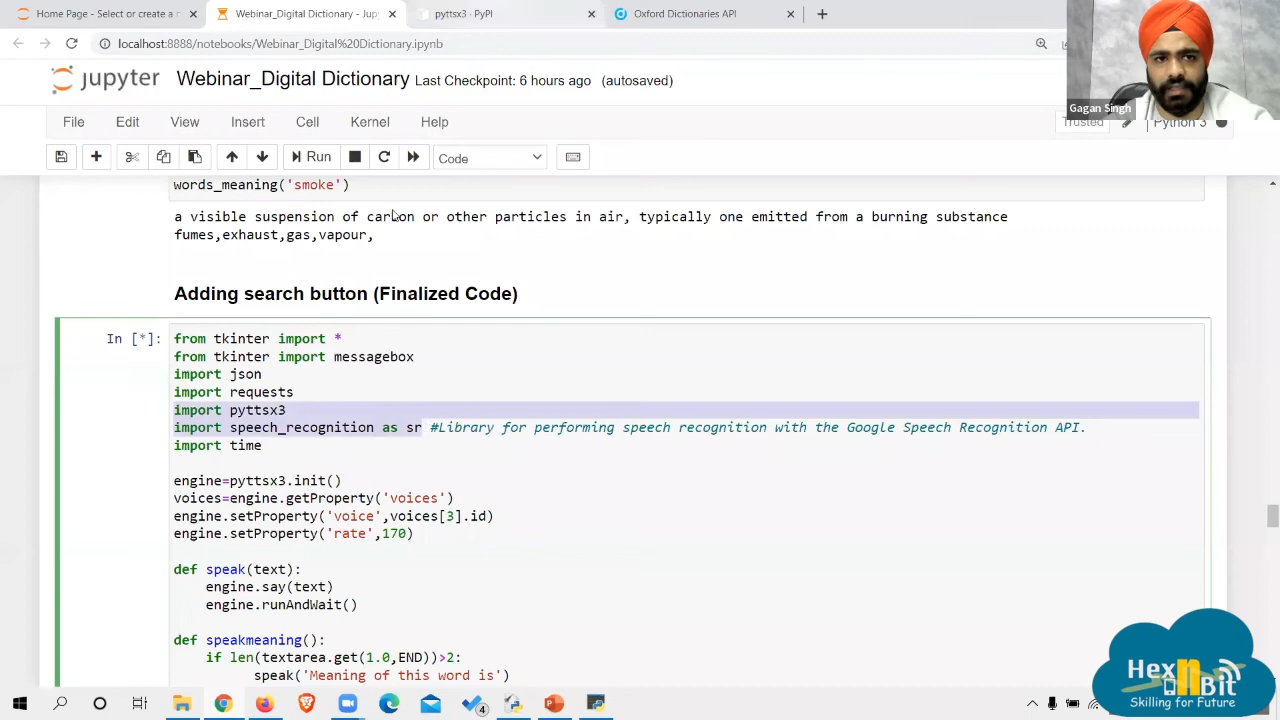 Home Page - Select or create a n
Webinar_Digital Dictionary - Jup
pyttsx3 · PyPI
Oxford Dictionaries API
localhost:8888/notebooks/Webinar_Digital%20Dictionary.ipynb
jupyter Webinar_Digital Dictionary Last Checkpoint: 6 hours ago (autosaved)
Gagan Singh
File Edit View Insert Cell Kernel Help
Trusted Python 3
Run Code
words_meaning('smoke')
a visible suspension of carbon or other particles in air, typically one emitted from a burning substance
fumes,exhaust,gas,vapour,
Adding search button (Finalized Code)
In [*]:
from tkinter import *
from tkinter import messagebox
import json
import requests
import pyttsx3
import speech_recognition as sr #Library for performing speech recognition with the Google Speech Recognition API.
import time
engine=pyttsx3.init()
voices=engine.getProperty('voices')
engine.setProperty('voice',voices[3].id)
engine.setProperty('rate',170)
def speak(text):
engine.say(text)
engine.runAndWait()
def speakmeaning():
if len(textarea.get(1.0,END))>2:
speak('Meaning of this word is')
Hex n Bit
Skilling for Future
4